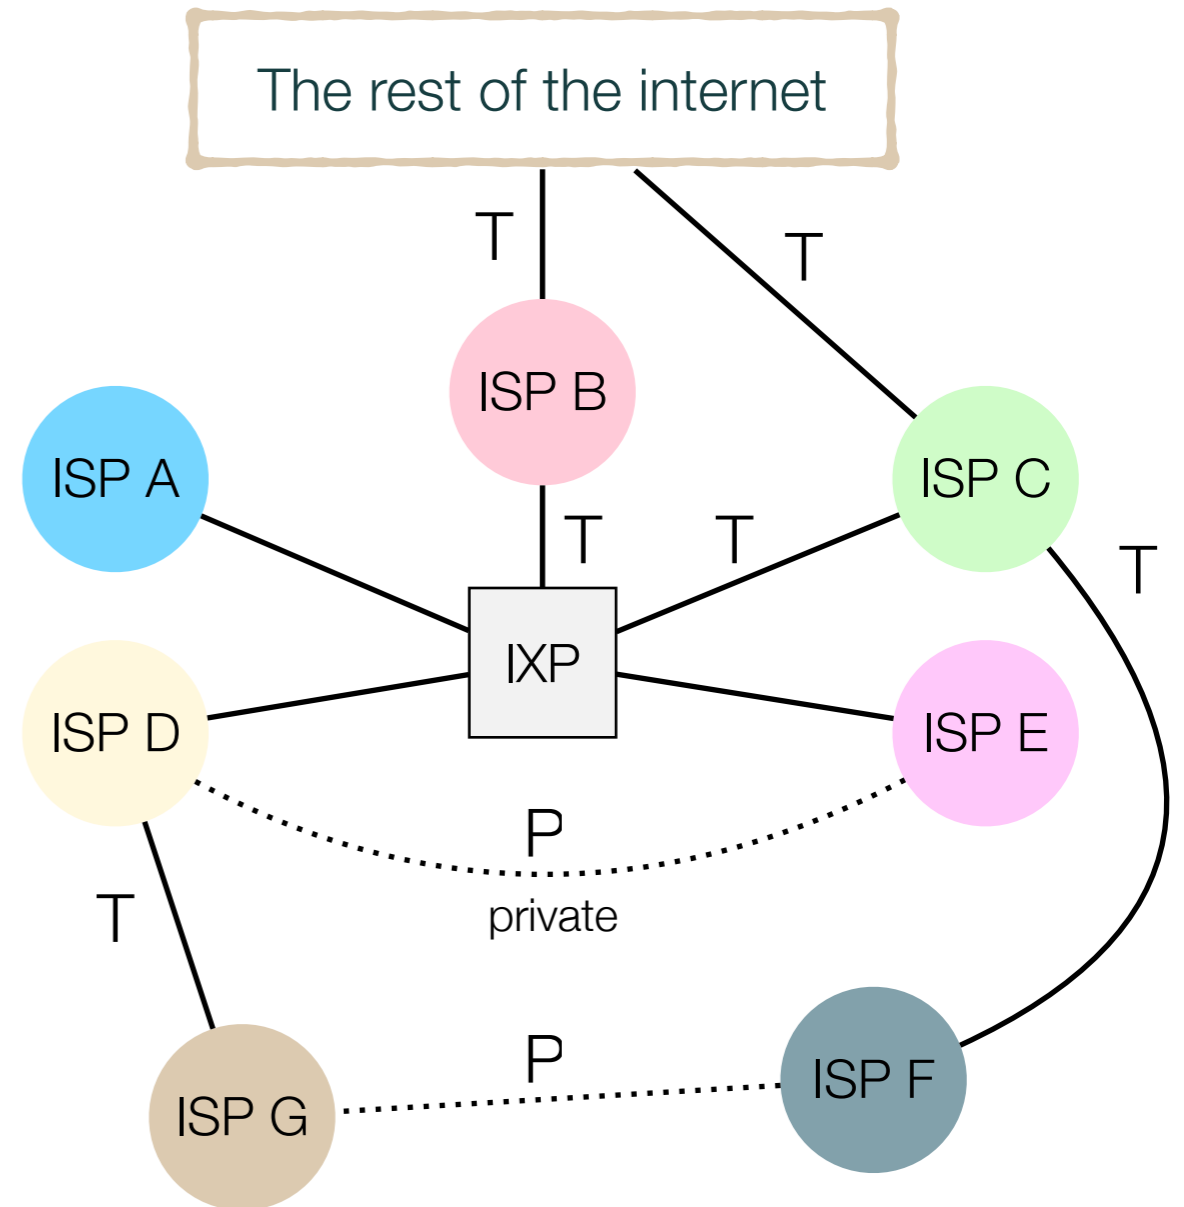 The rest of the internet
T
T
ISP B
ISP A
ISP C
T
T
T
IXP
ISP D
ISP E
P
private
T
P
ISP F
ISP G